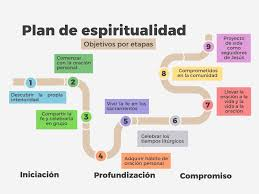 Plan de espiritualidad
Objetivos por etapas
1
Descubrir la propia
interioridad
2
Comenzar
con la oración
personal
3
Compartir la
fe y colaborar
en grupo
4
Adquirir hábito de
oración personal
5
Vivir la fe en los
sacramentos
6
Celebrar los
tiempos litúrgicos
7
Llevar la
oración a la
vida y la vida a
la oración
8
Comprometidos
en la comunidad
9
Proyecto
de vida
como
seguidores
de Jesús
Iniciación
Profundización
Compromiso